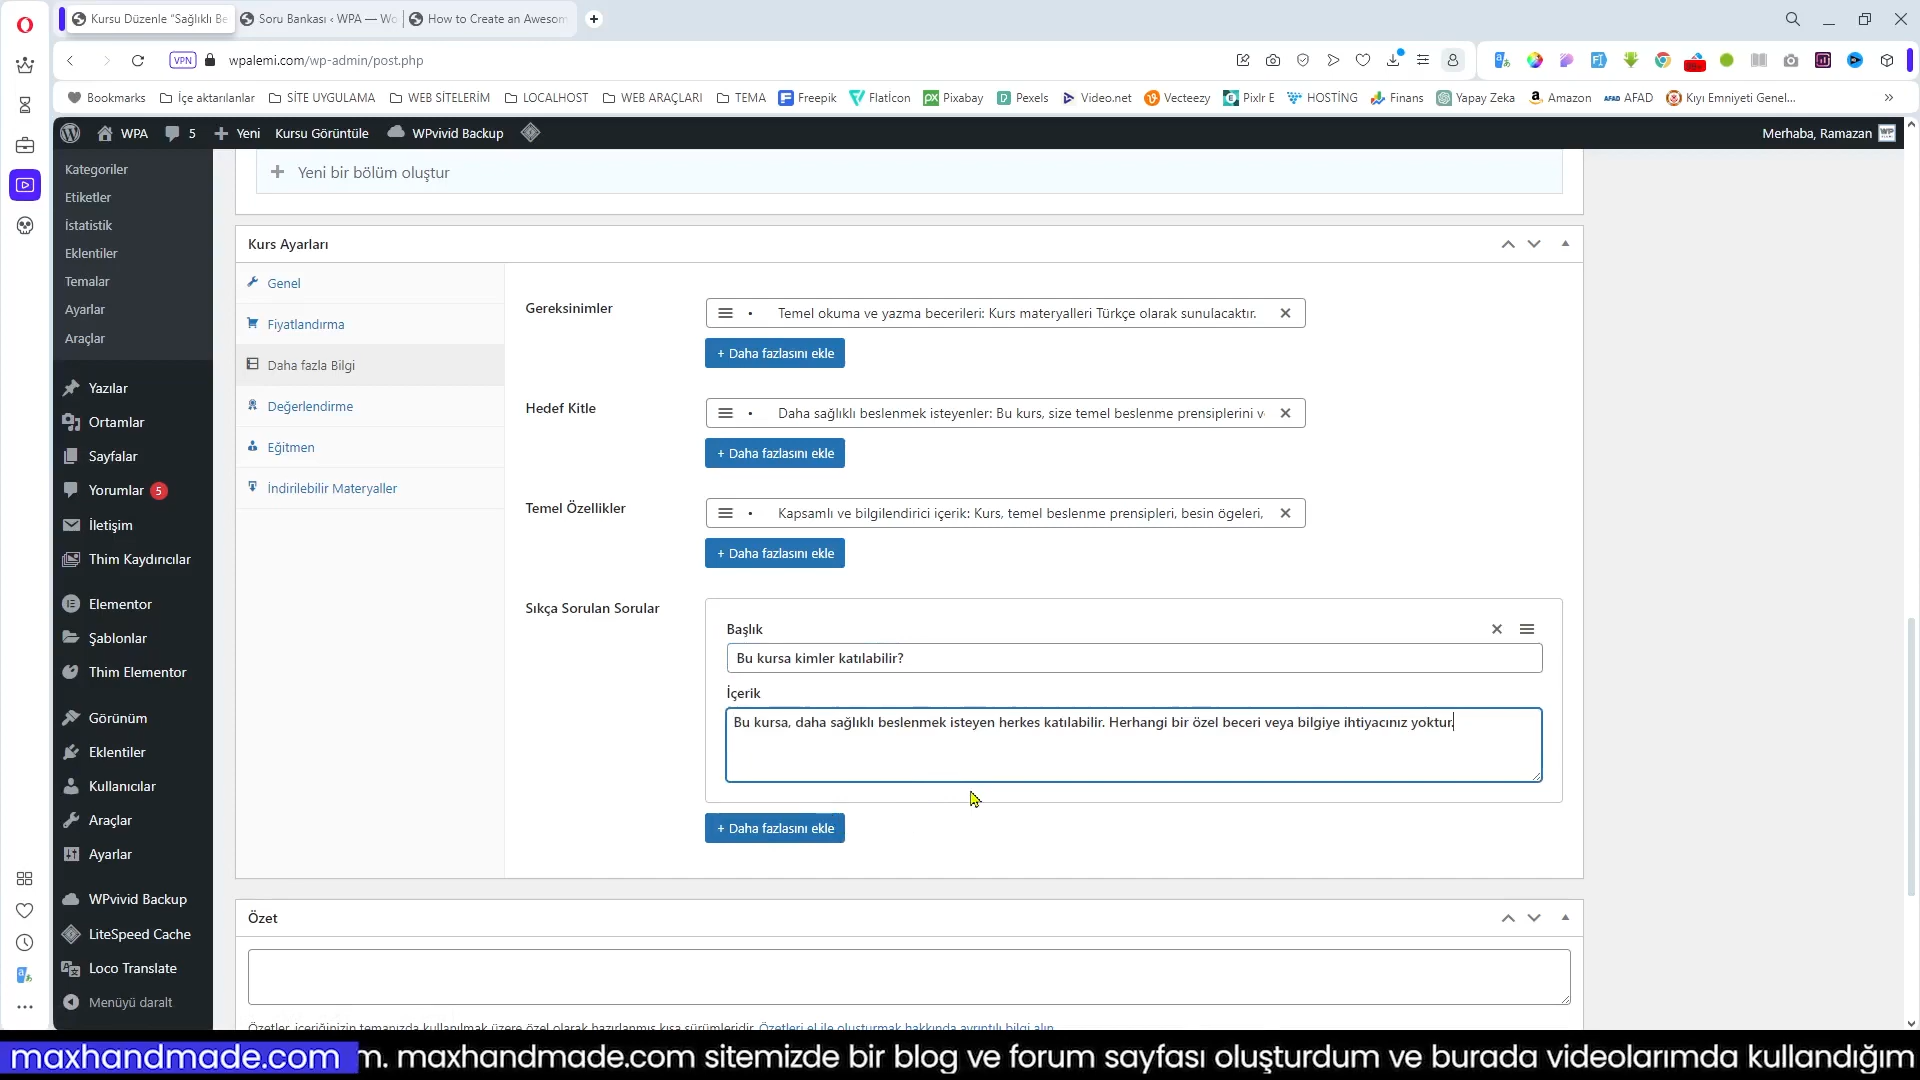 Kursu Düzenle “Sağlıklı Be
Soru Bankası ‹ WPA — Wo
How to Create an Awesom
VPN
wpalemi.com/wp-admin/post.php
Bookmarks
İçe aktarılanlar
SİTE UYGULAMA
WEB SİTELERİM
LOCALHOST
WEB ARAÇLARI
TEMA
Freepik
Flatİcon
Pixabay
Pexels
Video.net
Vecteezy
Pixlr E
HOSTİNG
Finans
Yapay Zeka
Amazon
AFAD
Kıyı Emniyeti Genel...
WPA
5
Yeni
Kursu Görüntüle
WPvivid Backup
Merhaba, Ramazan
Kategoriler
Etiketler
İstatistik
Eklentiler
Temalar
Ayarlar
Araçlar
Yazılar
Ortamlar
Sayfalar
Yorumlar 5
İletişim
Thim Kaydırıcılar
Elementor
Şablonlar
Thim Elementor
Görünüm
Eklentiler
Kullanıcılar
Araçlar
Ayarlar
WPvivid Backup
LiteSpeed Cache
Loco Translate
Menüyü daralt
+ Yeni bir bölüm oluştur
Kurs Ayarları
Genel
Fiyatlandırma
Daha fazla Bilgi
Değerlendirme
Eğitmen
İndirilebilir Materyaller
Gereksinimler
• Temel okuma ve yazma becerileri: Kurs materyalleri Türkçe olarak sunulacaktır.
+ Daha fazlasını ekle
Hedef Kitle
• Daha sağlıklı beslenmek isteyenler: Bu kurs, size temel beslenme prensiplerini v
+ Daha fazlasını ekle
Temel Özellikler
• Kapsamlı ve bilgilendirici içerik: Kurs, temel beslenme prensipleri, besin ögeleri,
+ Daha fazlasını ekle
Sıkça Sorulan Sorular
Başlık
Bu kursa kimler katılabilir?
İçerik
Bu kursa, daha sağlıklı beslenmek isteyen herkes katılabilir. Herhangi bir özel beceri veya bilgiye ihtiyacınız yoktur.
+ Daha fazlasını ekle
Özet
Özetler, içeriğinizin temanızda kullanılmak üzere özel olarak hazırlanmış kısa sürümleridir. Özetleri el ile oluşturmak hakkında ayrıntılı bilgi alın
maxhandmade.com m. maxhandmade.com sitemizde bir blog ve forum sayfası oluşturdum ve burada videolarımda kullandığım